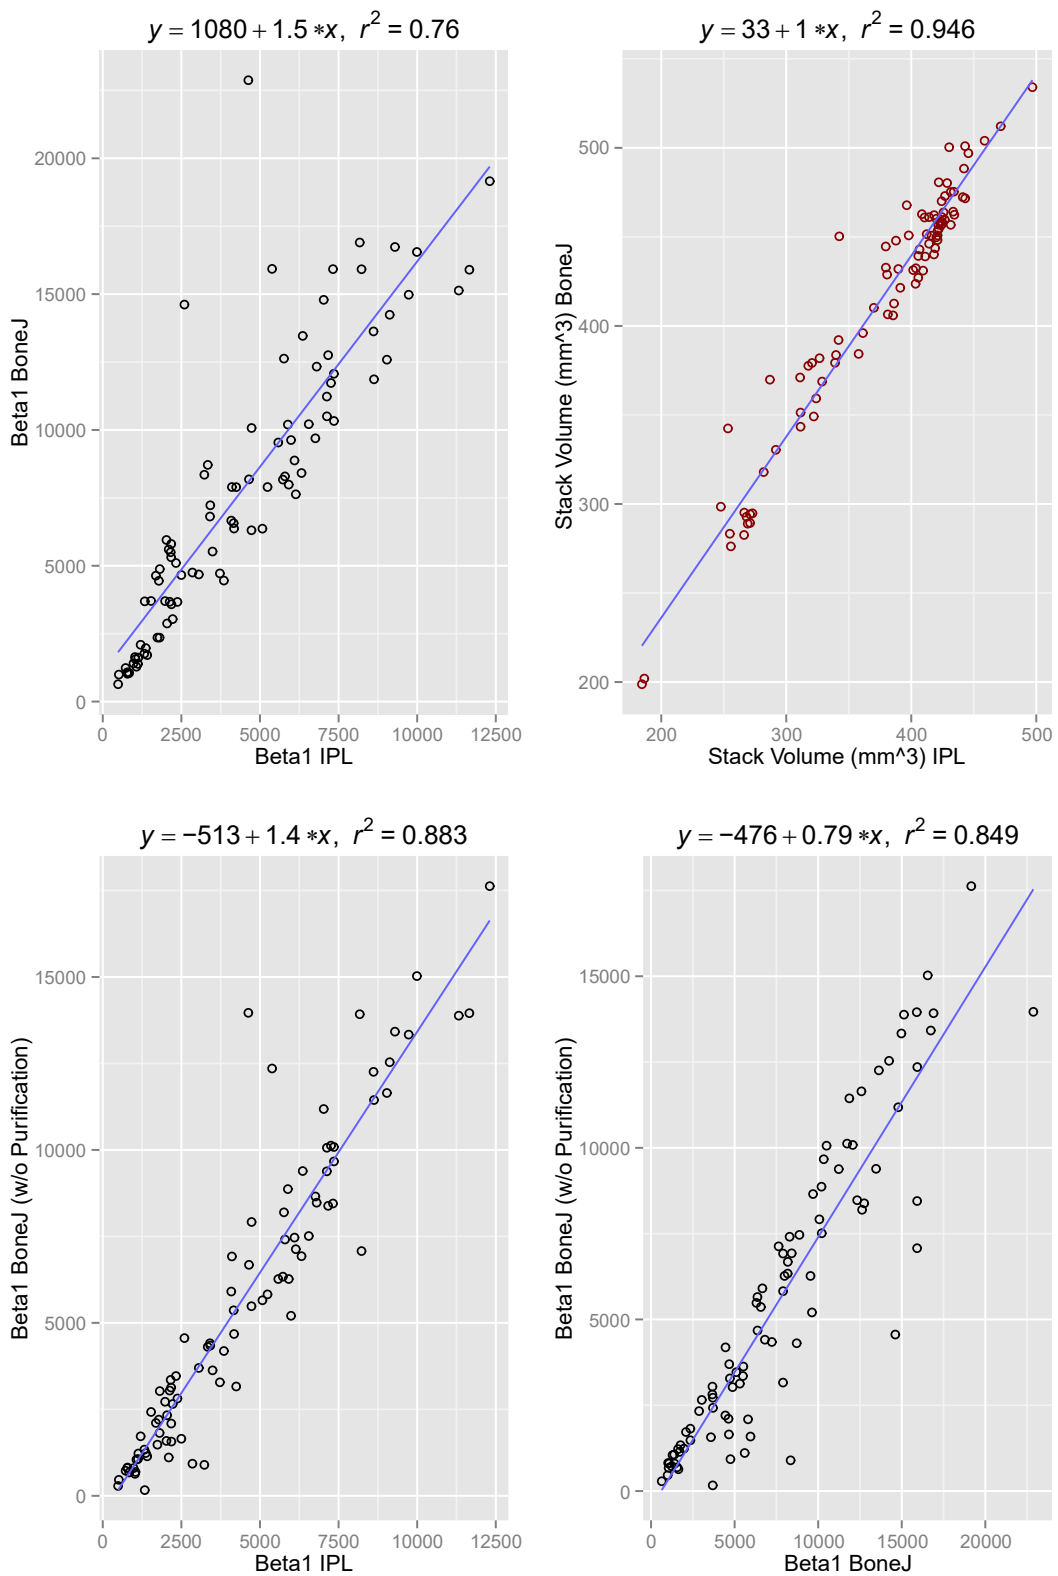 y = 1080 + 1.5 ∗x, r² = 0.76
Beta1 BoneJ
20000
15000
10000
5000
0
0 2500 5000 7500 10000 12500
Beta1 IPL
y = 33 + 1 ∗x, r² = 0.946
Stack Volume (mm^3) BoneJ
500
400
300
200
200 300 400 500
Stack Volume (mm^3) IPL
y = −513 + 1.4 ∗x, r² = 0.883
Beta1 BoneJ (w/o Purification)
15000
10000
5000
0
0 2500 5000 7500 10000 12500
Beta1 IPL
y = −476 + 0.79 ∗x, r² = 0.849
Beta1 BoneJ (w/o Purification)
15000
10000
5000
0
0 5000 10000 15000 20000
Beta1 BoneJ